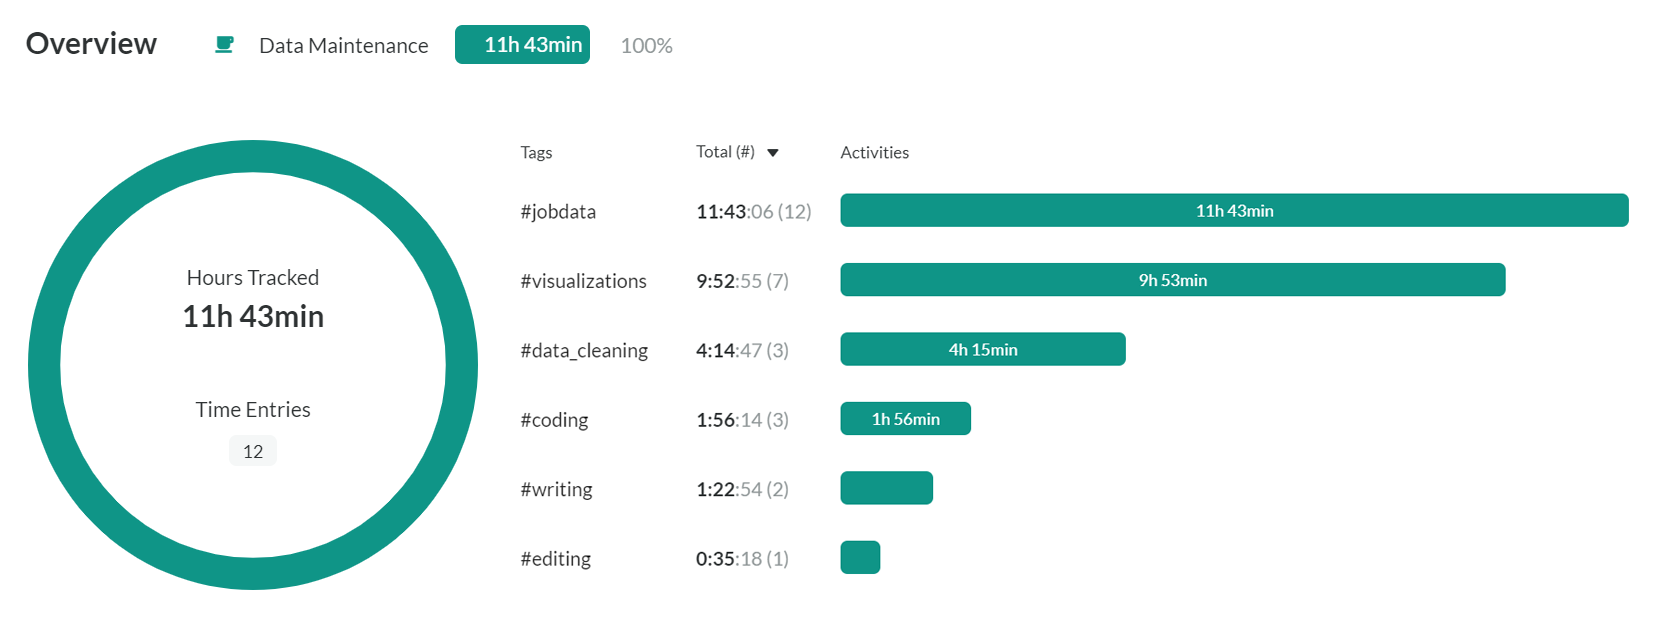 Overview Data Maintenance 11h 43min 100%
Hours Tracked
11h 43min
Time Entries
12
Tags Total (#) Activities
#jobdata 11:43:06 (12) 11h 43min
#visualizations 9:52:55 (7) 9h 53min
#data_cleaning 4:14:47 (3) 4h 15min
#coding 1:56:14 (3) 1h 56min
#writing 1:22:54 (2)
#editing 0:35:18 (1)